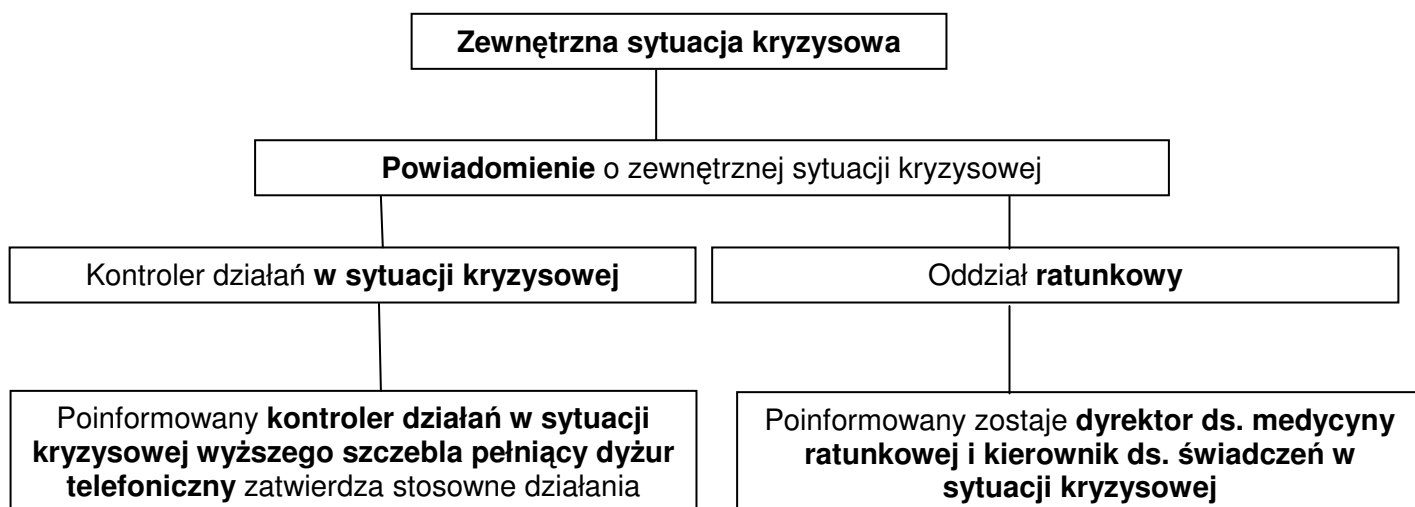 Zewnętrzna sytuacja kryzysowa
Powiadomienie o zewnętrznej sytuacji kryzysowej
Kontroler działań w sytuacji kryzysowej
Oddział ratunkowy
Poinformowany kontroler działań w sytuacji
kryzysowej wyższego szczebla pełniący dyżur
telefoniczny zatwierdza stosowne działania
Poinformowany zostaje dyrektor ds. medycyny
ratunkowej i kierownik ds. świadczeń w
sytuacji kryzysowej